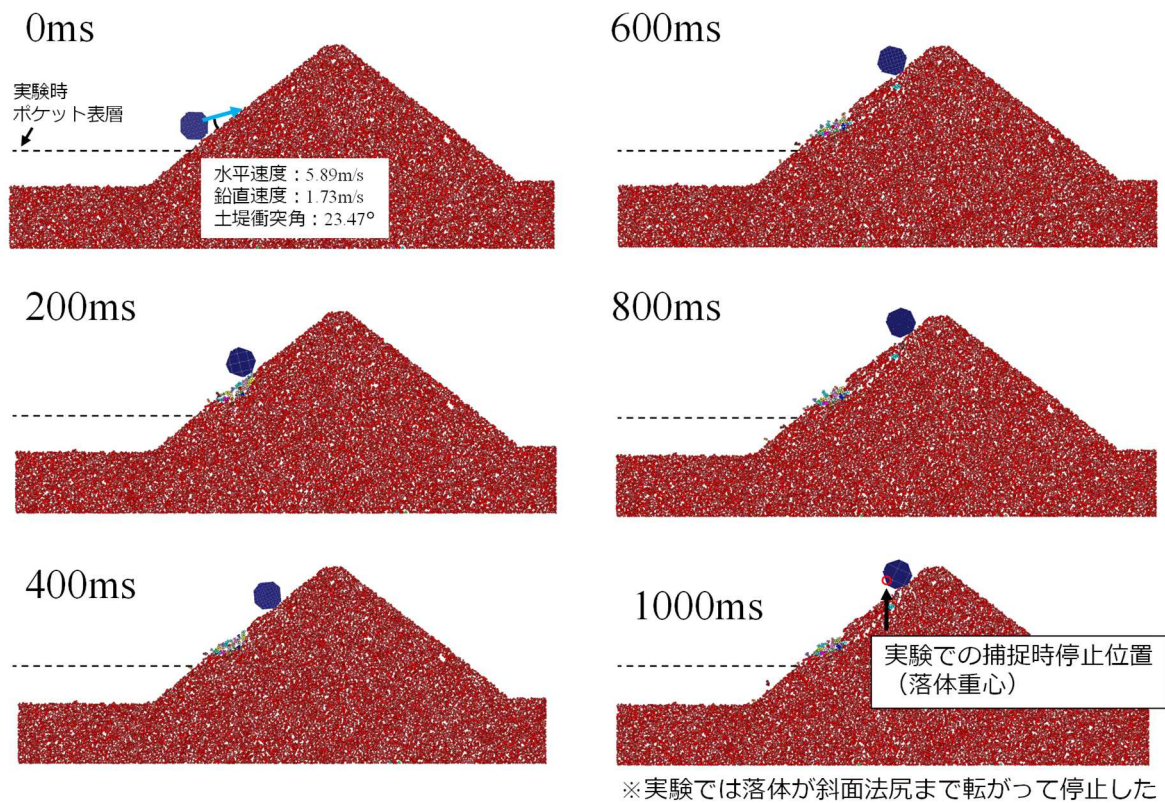 0ms
実験時
ポケット表層
水平速度：5.89m/s
鉛直速度：1.73m/s
土堤衝突角：23.47°
200ms
400ms
600ms
800ms
1000ms
実験での捕捉時停止位置
（落体重心）
※実験では落体が斜面法尻まで転がって停止した